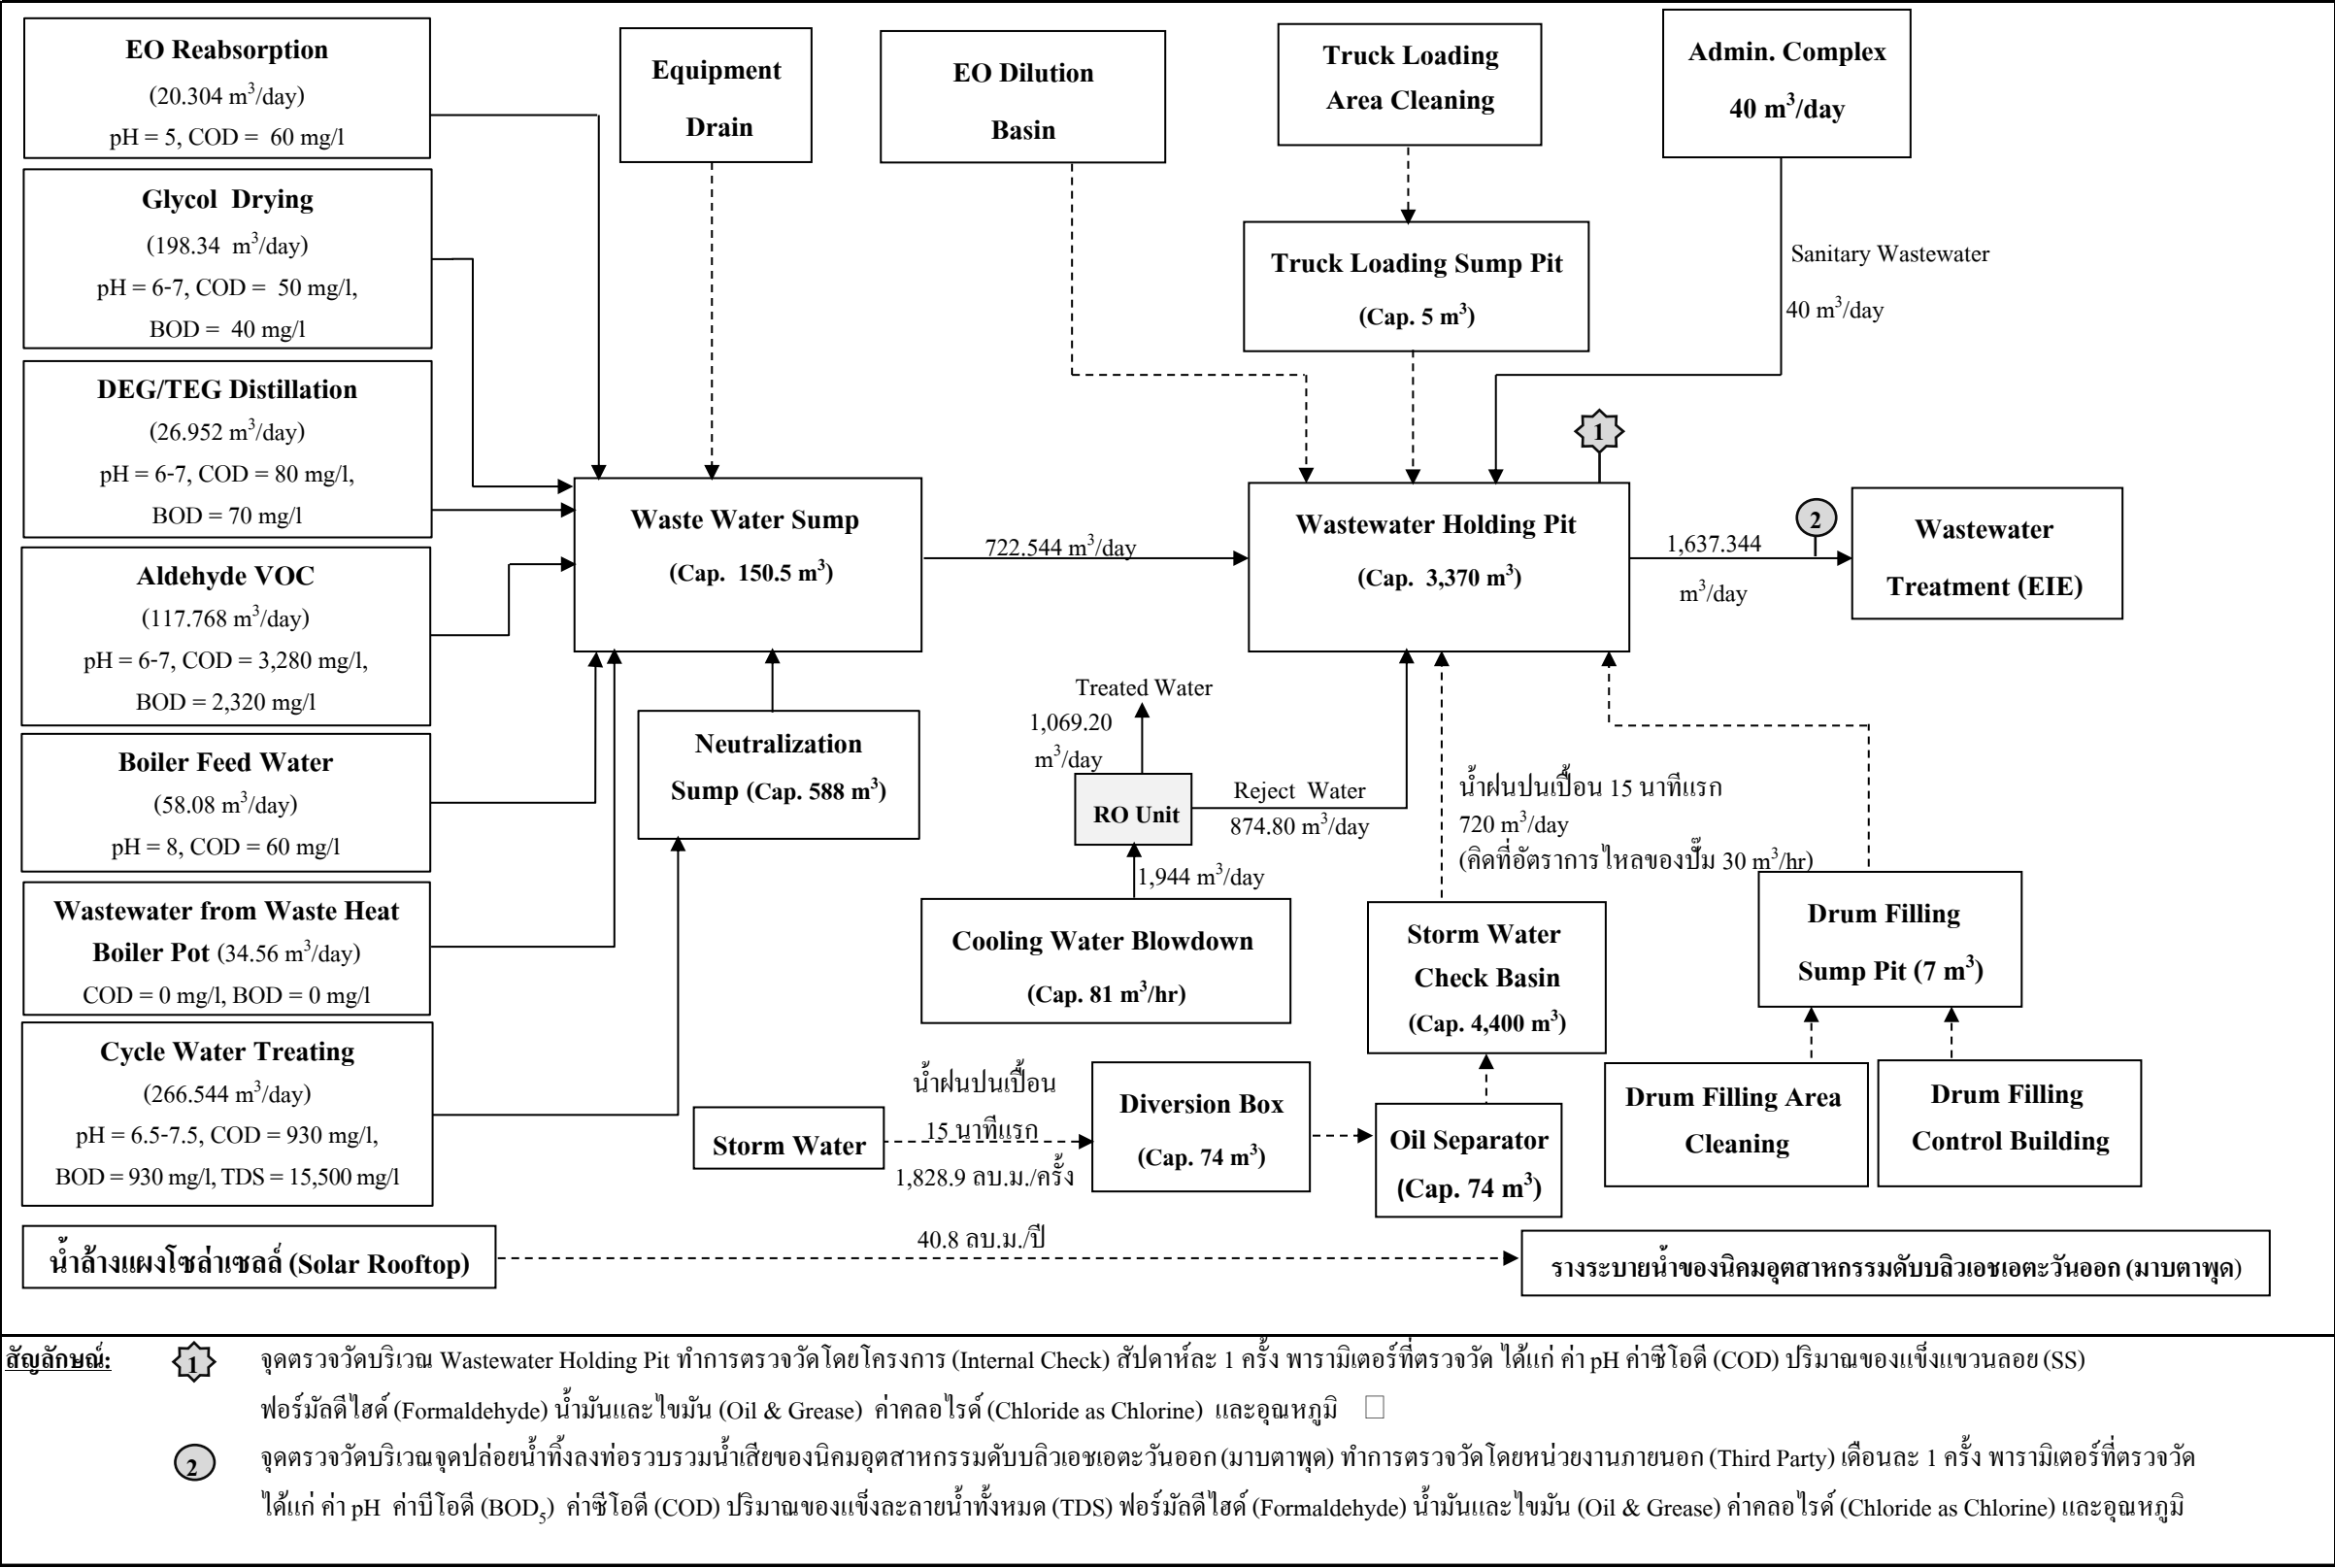 EO Reabsorption
(20.304 m³/day)
pH = 5, COD = 60 mg/l
Glycol Drying
(198.34 m³/day)
pH = 6-7, COD = 50 mg/l,
BOD = 40 mg/l
DEG/TEG Distillation
(26.952 m³/day)
pH = 6-7, COD = 80 mg/l,
BOD = 70 mg/l
Aldehyde VOC
(117.768 m³/day)
pH = 6-7, COD = 3,280 mg/l,
BOD = 2,320 mg/l
Boiler Feed Water
(58.08 m³/day)
pH = 8, COD = 60 mg/l
Wastewater from Waste Heat
Boiler Pot (34.56 m³/day)
COD = 0 mg/l, BOD = 0 mg/l
Cycle Water Treating
(266.544 m³/day)
pH = 6.5-7.5, COD = 930 mg/l,
BOD = 930 mg/l, TDS = 15,500 mg/l
Equipment
Drain
EO Dilution
Basin
Truck Loading
Area Cleaning
Admin. Complex
40 m³/day
Truck Loading Sump Pit
(Cap. 5 m³)
Sanitary Wastewater
40 m³/day
Waste Water Sump
(Cap. 150.5 m³)
722.544 m³/day
Wastewater Holding Pit
(Cap. 3,370 m³)
1
1,637.344
m³/day
2
Wastewater
Treatment (EIE)
Neutralization
Sump (Cap. 588 m³)
Treated Water
1,069.20
m³/day
RO Unit
Reject Water
874.80 m³/day
1,944 m³/day
Cooling Water Blowdown
(Cap. 81 m³/hr)
น้ำฝนปนเปื้อน 15 นาทีแรก
720 m³/day
(คิดที่อัตราการไหลของปั๊ม 30 m³/hr)
Storm Water
Check Basin
(Cap. 4,400 m³)
Drum Filling
Sump Pit (7 m³)
Drum Filling Area
Cleaning
Drum Filling
Control Building
Storm Water
น้ำฝนปนเปื้อน
15 นาทีแรก
1,828.9 ลบ.ม./ครั้ง
Diversion Box
(Cap. 74 m³)
Oil Separator
(Cap. 74 m³)
น้ำล้างแผงโซล่าเซลล์ (Solar Rooftop)
40.8 ลบ.ม./ปี
รางระบายน้ำของนิคมอุตสาหกรรมดับบลิวเอชเอตะวันออก (มาบตาพุด)
สัญลักษณ์:
1 จุดตรวจวัดบริเวณ Wastewater Holding Pit ทำการตรวจวัดโดยโครงการ (Internal Check) สัปดาห์ละ 1 ครั้ง พารามิเตอร์ที่ตรวจวัด ได้แก่ ค่า pH ค่าซีโอดี (COD) ปริมาณของแข็งแขวนลอย (SS)
ฟอร์มัลดีไฮด์ (Formaldehyde) น้ำมันและไขมัน (Oil & Grease) ค่าคลอไรด์ (Chloride as Chlorine) และอุณหภูมิ
2 จุดตรวจวัดบริเวณจุดปล่อยน้ำทิ้งลงท่อรวบรวมน้ำเสียของนิคมอุตสาหกรรมดับบลิวเอชเอตะวันออก (มาบตาพุด) ทำการตรวจวัดโดยหน่วยงานภายนอก (Third Party) เดือนละ 1 ครั้ง พารามิเตอร์ที่ตรวจวัด
ได้แก่ ค่า pH ค่าบีโอดี (BOD₅) ค่าซีโอดี (COD) ปริมาณของแข็งละลายน้ำทั้งหมด (TDS) ฟอร์มัลดีไฮด์ (Formaldehyde) น้ำมันและไขมัน (Oil & Grease) ค่าคลอไรด์ (Chloride as Chlorine) และอุณหภูมิ